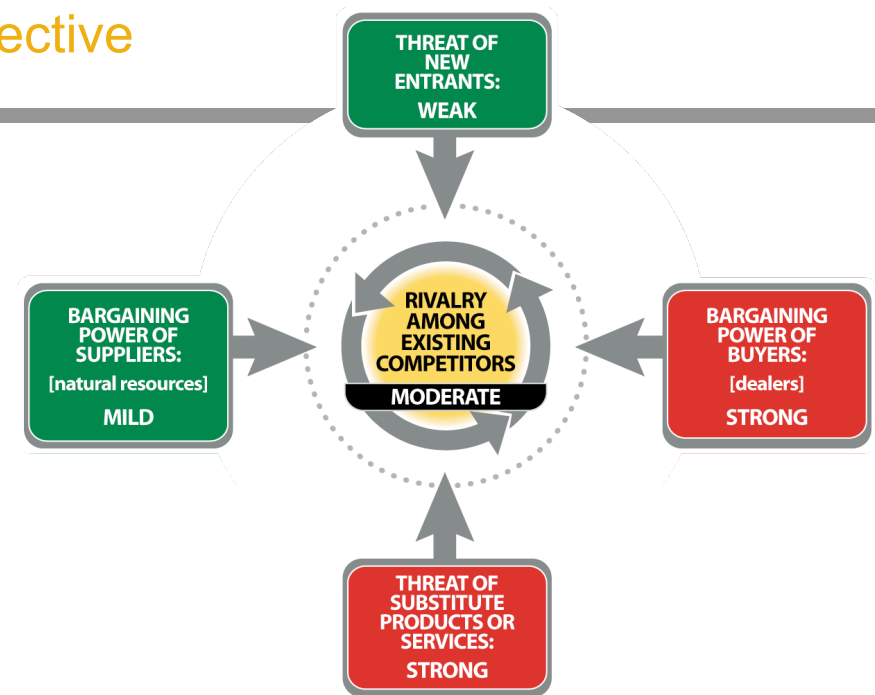 ective
THREAT OF
NEW
ENTRANTS:
WEAK
BARGAINING
POWER OF
SUPPLIERS:
[natural resources]
MILD
RIVALRY
AMONG
EXISTING
COMPETITORS
MODERATE
BARGAINING
POWER OF
BUYERS:
[dealers]
STRONG
THREAT OF
SUBSTITUTE
PRODUCTS OR
SERVICES:
STRONG